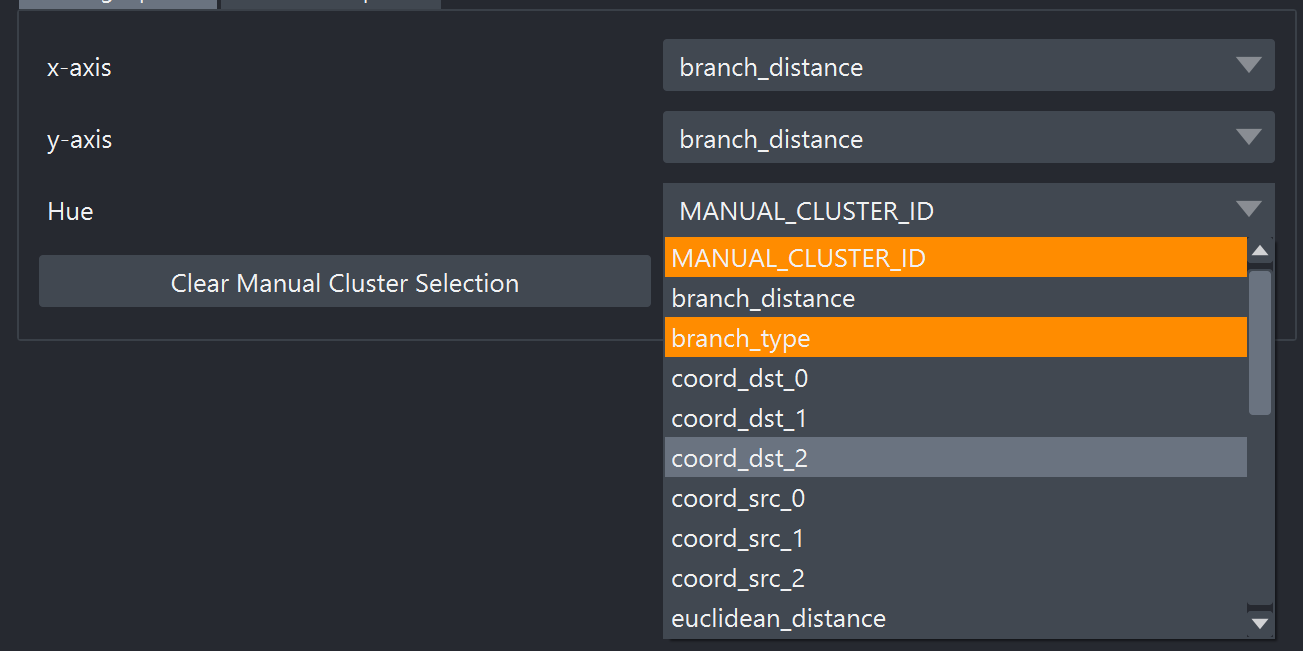 x-axis
branch_distance
y-axis
branch_distance
Hue
MANUAL_CLUSTER_ID
Clear Manual Cluster Selection
MANUAL_CLUSTER_ID
branch_distance
branch_type
coord_dst_0
coord_dst_1
coord_dst_2
coord_src_0
coord_src_1
coord_src_2
euclidean_distance